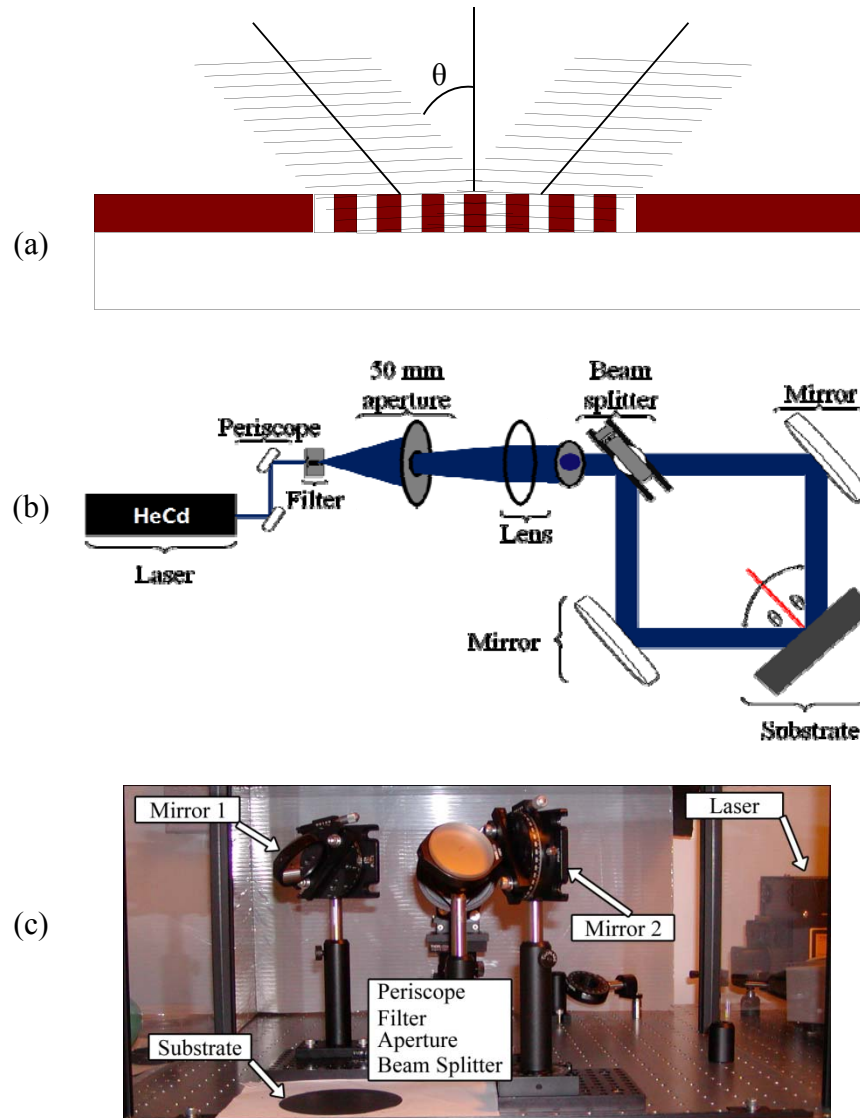 θ
(a)
50 mm
aperture
Beam
splitter
Mirror
Periscope
Filter
(b)
HeCd
Lens
Laser
θ
θ
Mirror
Substrate
Mirror 1
Laser
(c)
Mirror 2
Periscope
Filter
Aperture
Beam Splitter
Substrate